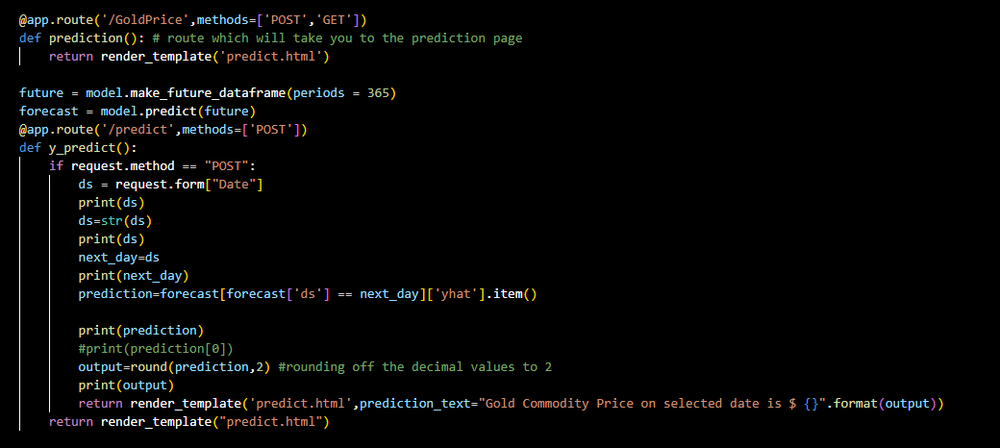 @app.route('/GoldPrice',methods=['POST','GET'])
def prediction(): # route which will take you to the prediction page
    return render_template('predict.html')

future = model.make_future_dataframe(periods = 365)
forecast = model.predict(future)
@app.route('/predict',methods=['POST'])
def y_predict():
    if request.method == "POST":
        ds = request.form["Date"]
        print(ds)
        ds=str(ds)
        print(ds)
        next_day=ds
        print(next_day)
        prediction=forecast[forecast['ds'] == next_day]['yhat'].item()

        print(prediction)
        #print(prediction[0])
        output=round(prediction,2) #rounding off the decimal values to 2
        print(output)
        return render_template('predict.html',prediction_text="Gold Commodity Price on selected date is $ {}".format(output))
    return render_template("predict.html")